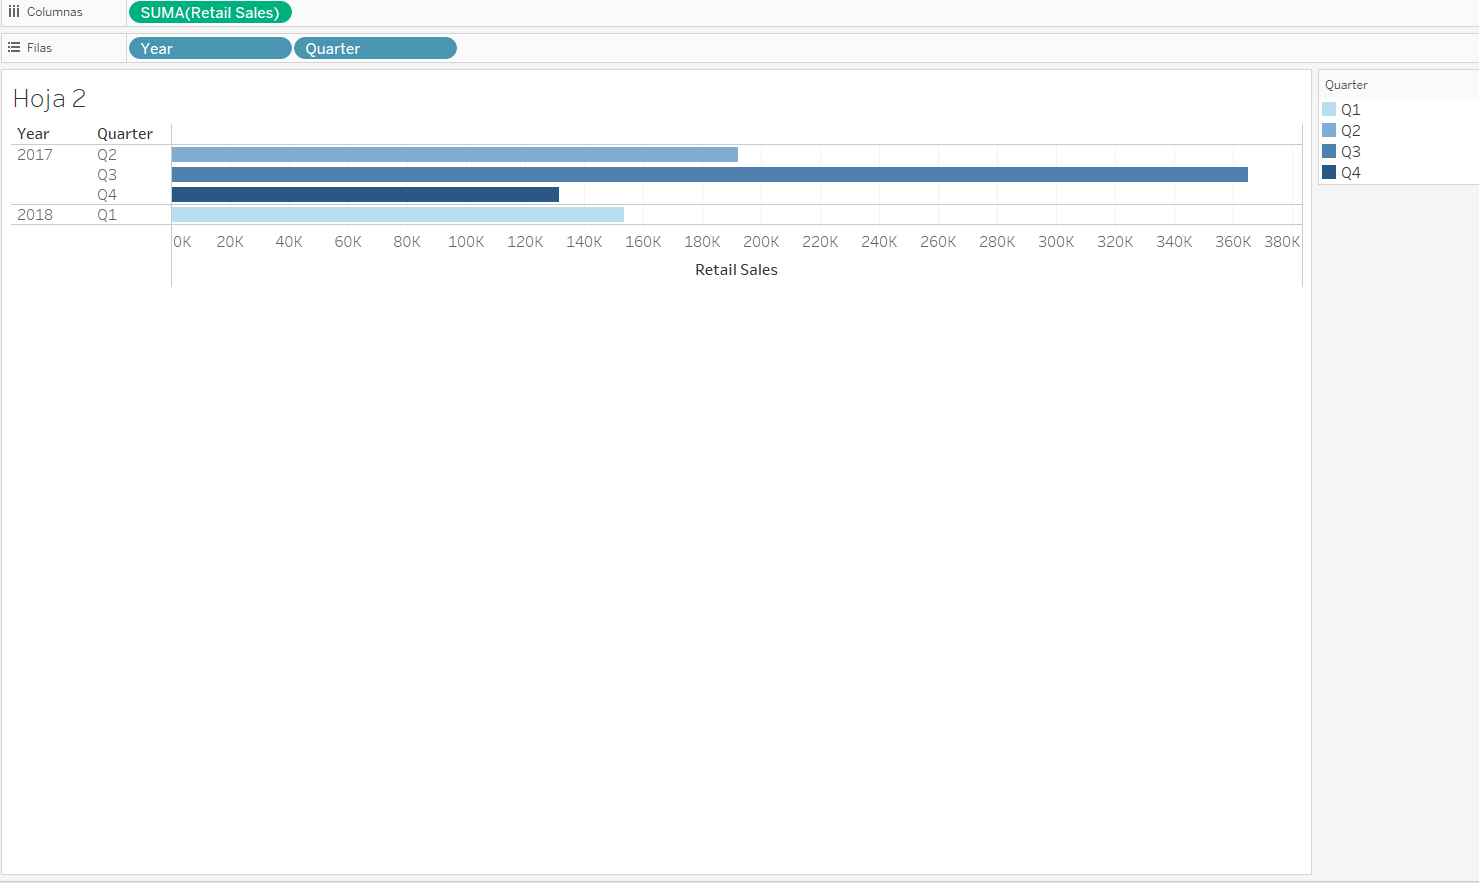 Columnas SUMA(Retail Sales)
Filas Year Quarter
Hoja 2
Year Quarter
2017 Q2
Q3
Q4
2018 Q1
0K 20K 40K 60K 80K 100K 120K 140K 160K 180K 200K 220K 240K 260K 280K 300K 320K 340K 360K 380K
Retail Sales
Quarter
Q1
Q2
Q3
Q4